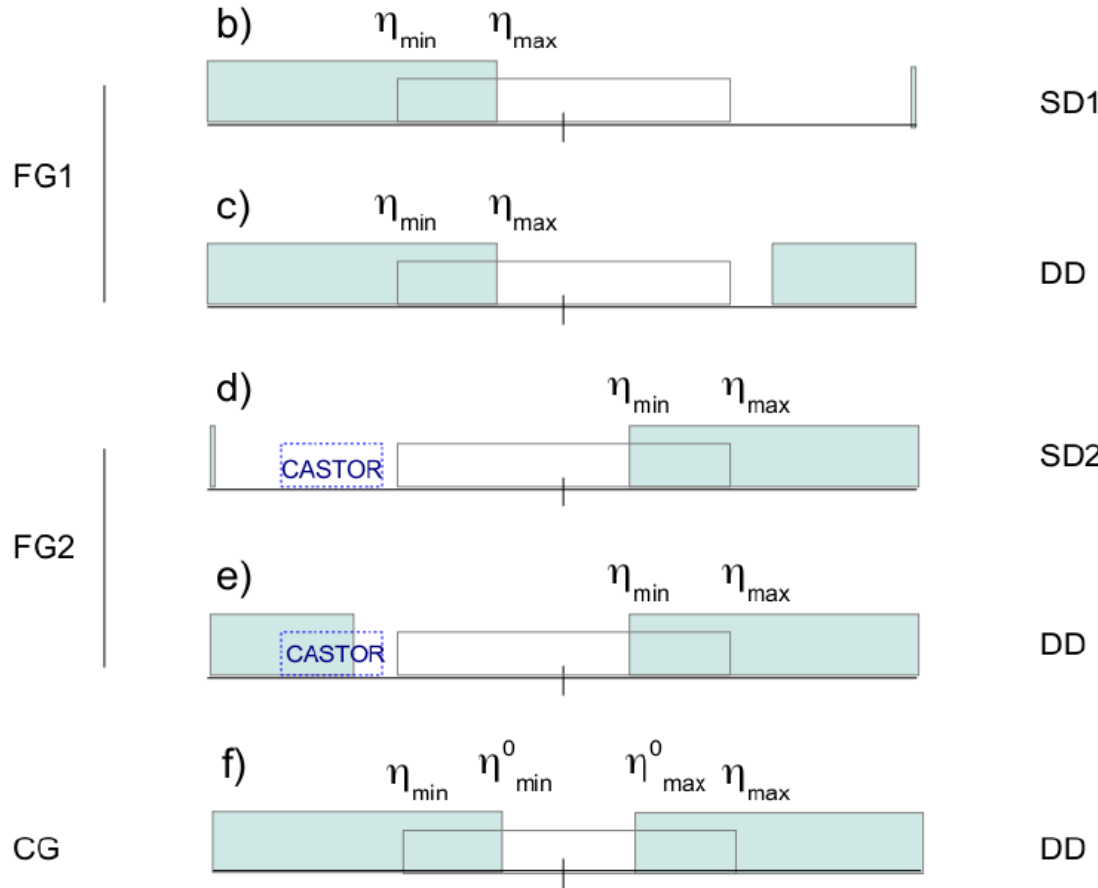 b) η_min η_max
SD1
FG1
c) η_min η_max
DD
d) η_min η_max
CASTOR
SD2
FG2
e) η_min η_max
CASTOR
DD
f) η_min η^0_min η^0_max η_max
CG
DD